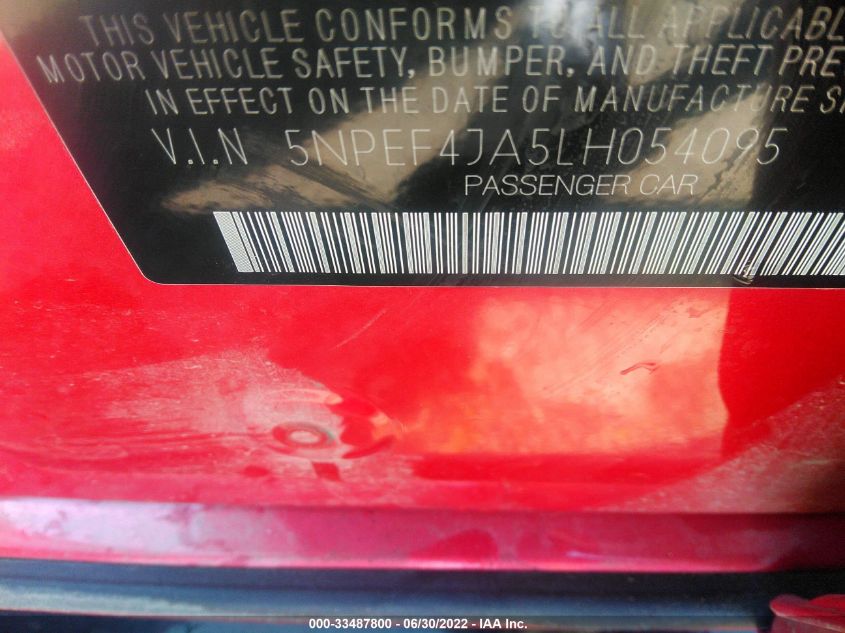 THIS VEHICLE CONFORMS TO ALL APPLICABLE
MOTOR VEHICLE SAFETY, BUMPER, AND THEFT PRE
IN EFFECT ON THE DATE OF MANUFACTURE S
V.I.N 5NPEF4JA5LH054095
PASSENGER CAR
000-33487800 - 06/30/2022 - IAA Inc.